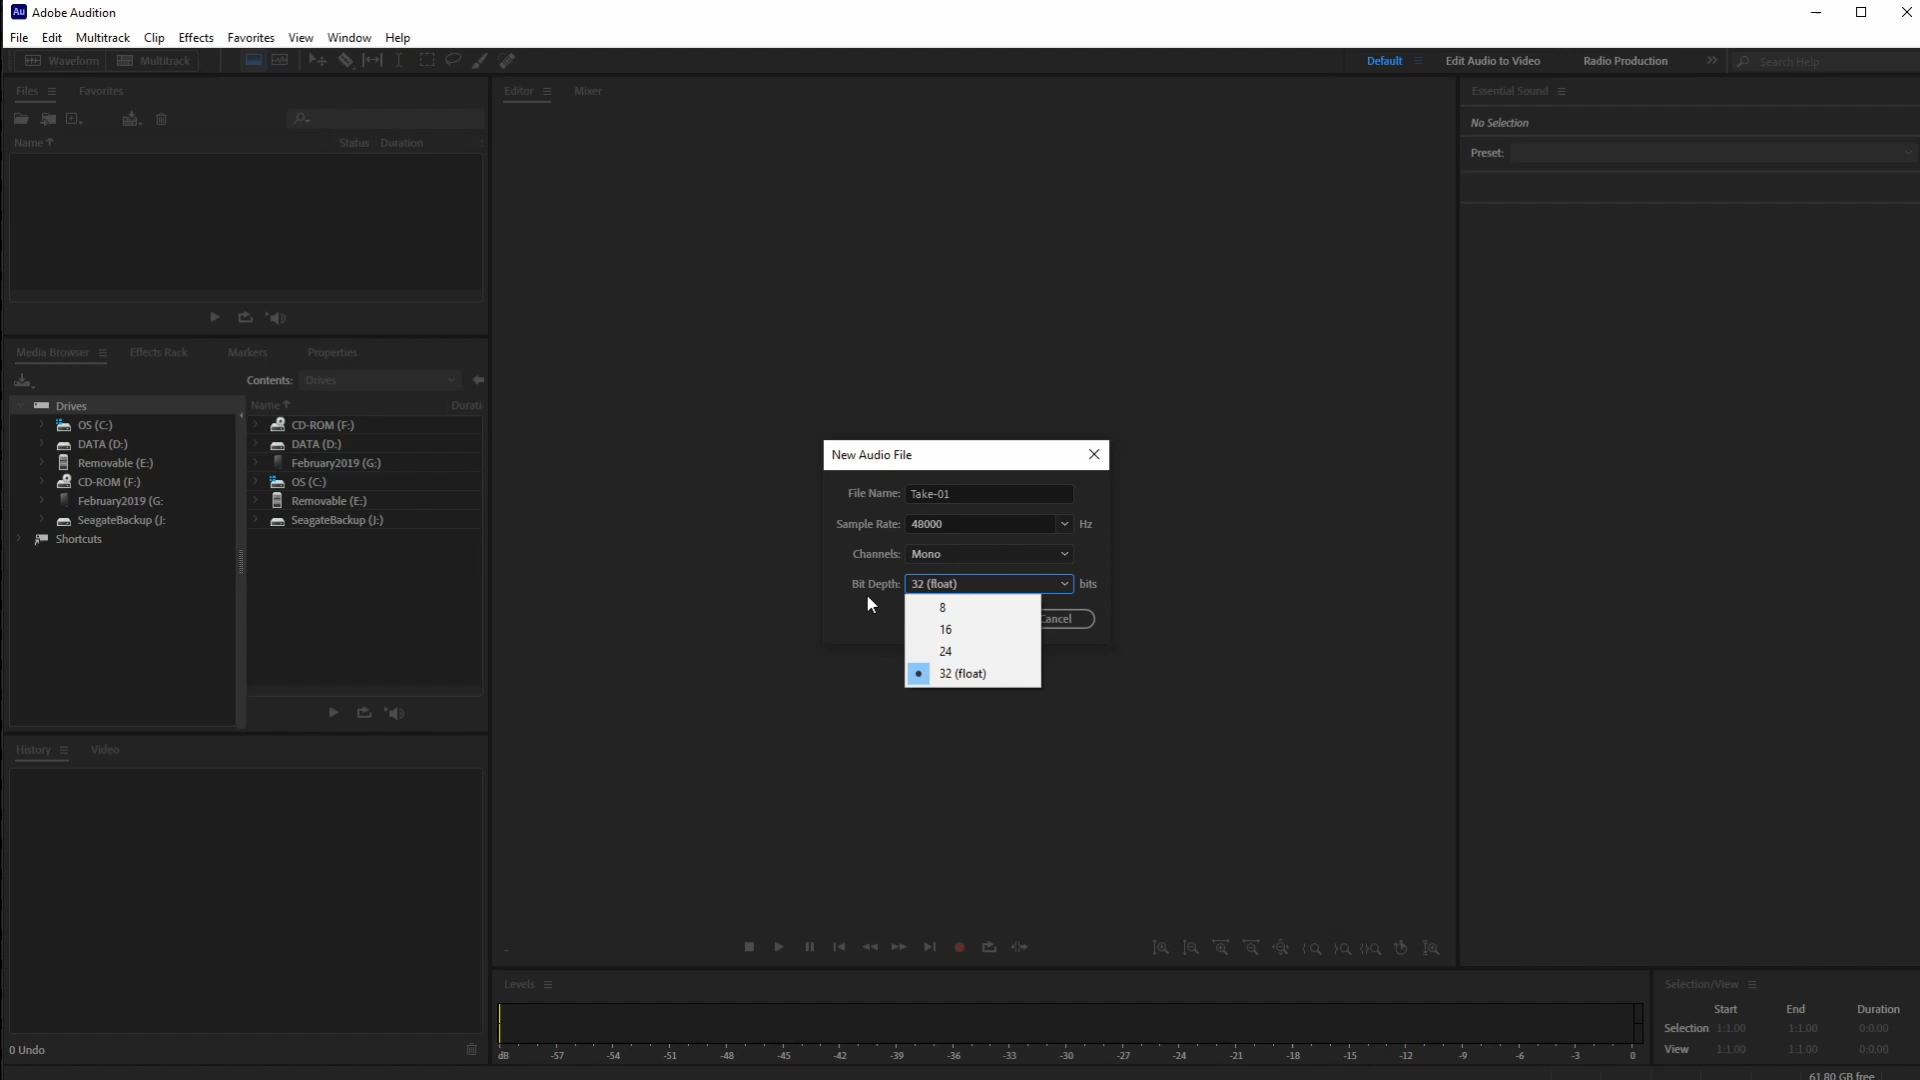 Au Adobe Audition
File Edit Multitrack Clip Effects Favorites View Window Help
Waveform Multitrack
Default Edit Audio to Video Radio Production Search Help
Files Favorites
Name Status Duration
Editor Mixer
Essential Sound
No Selection
Preset:
Media Browser Effects Rack Markers Properties
Contents: Drives
Drives
OS (C:)
DATA (D:)
Removable (E:)
CD-ROM (F:)
February2019 (G:
SeagateBackup (J:
Shortcuts
Name Durati
CD-ROM (F:)
DATA (D:)
February2019 (G:)
OS (C:)
Removable (E:)
SeagateBackup (J:)
New Audio File
File Name: Take-01
Sample Rate: 48000 Hz
Channels: Mono
Bit Depth: 32 (float) bits
8
16
24
32 (float)
Cancel
History Video
0 Undo
Levels
dB -57 -54 -51 -48 -45 -42 -39 -36 -33 -30 -27 -24 -21 -18 -15 -12 -9 -6 -3 0
Selection/View
Start End Duration
Selection 1:1.00 1:1.00 0:0.00
View 1:1.00 1:1.00 0:0.00
61.80 GB free